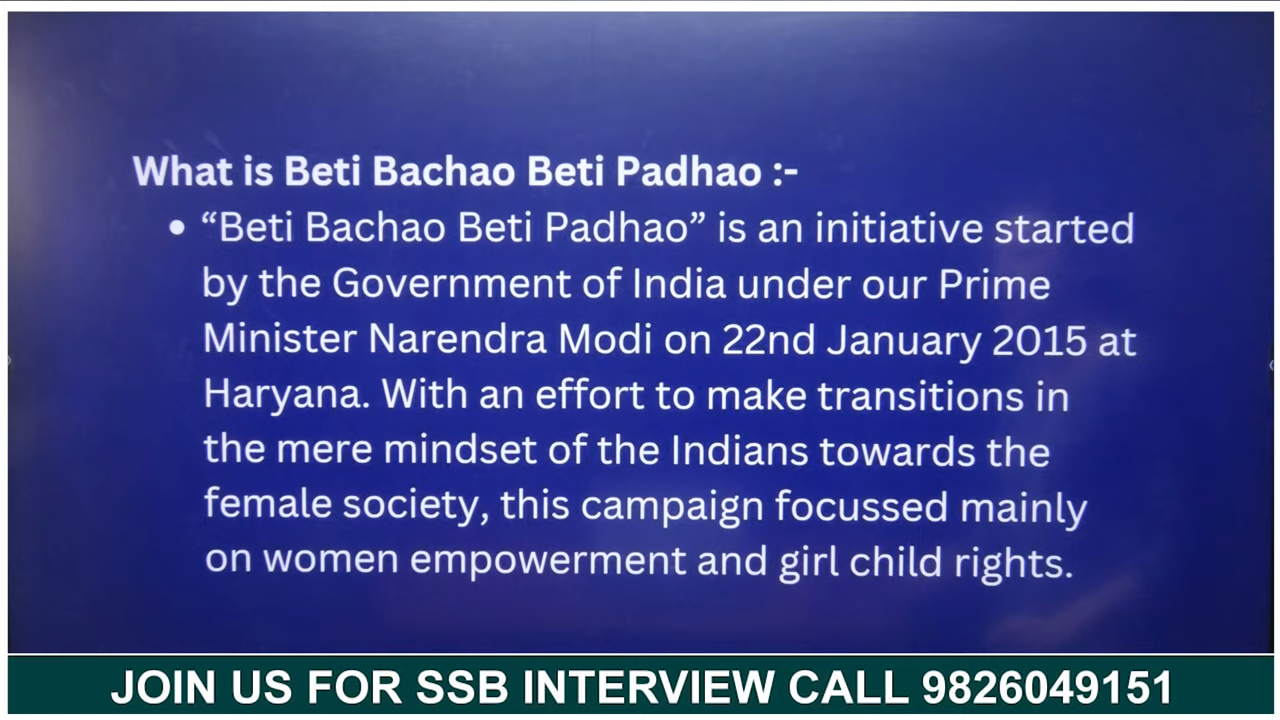 What is Beti Bachao Beti Padhao :-
• “Beti Bachao Beti Padhao” is an initiative started
by the Government of India under our Prime
Minister Narendra Modi on 22nd January 2015 at
Haryana. With an effort to make transitions in
the mere mindset of the Indians towards the
female society, this campaign focussed mainly
on women empowerment and girl child rights.
JOIN US FOR SSB INTERVIEW CALL 9826049151